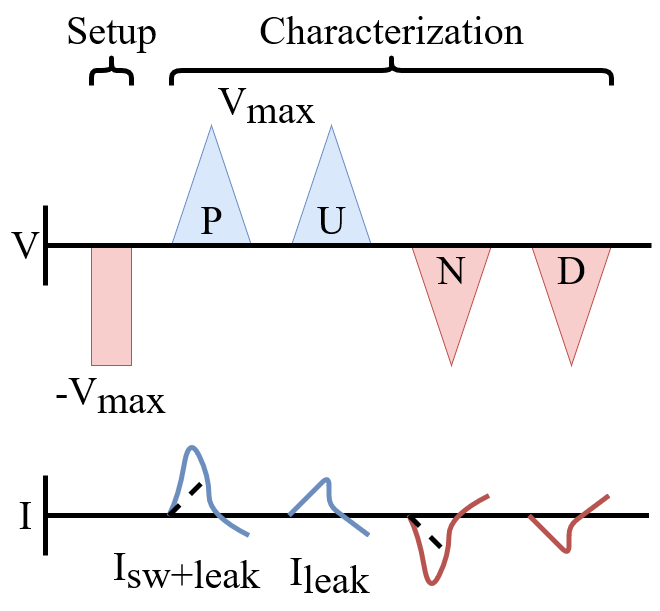 Setup Characterization
Vmax
P U
V
N D
-Vmax
I
Isw+leak Ileak